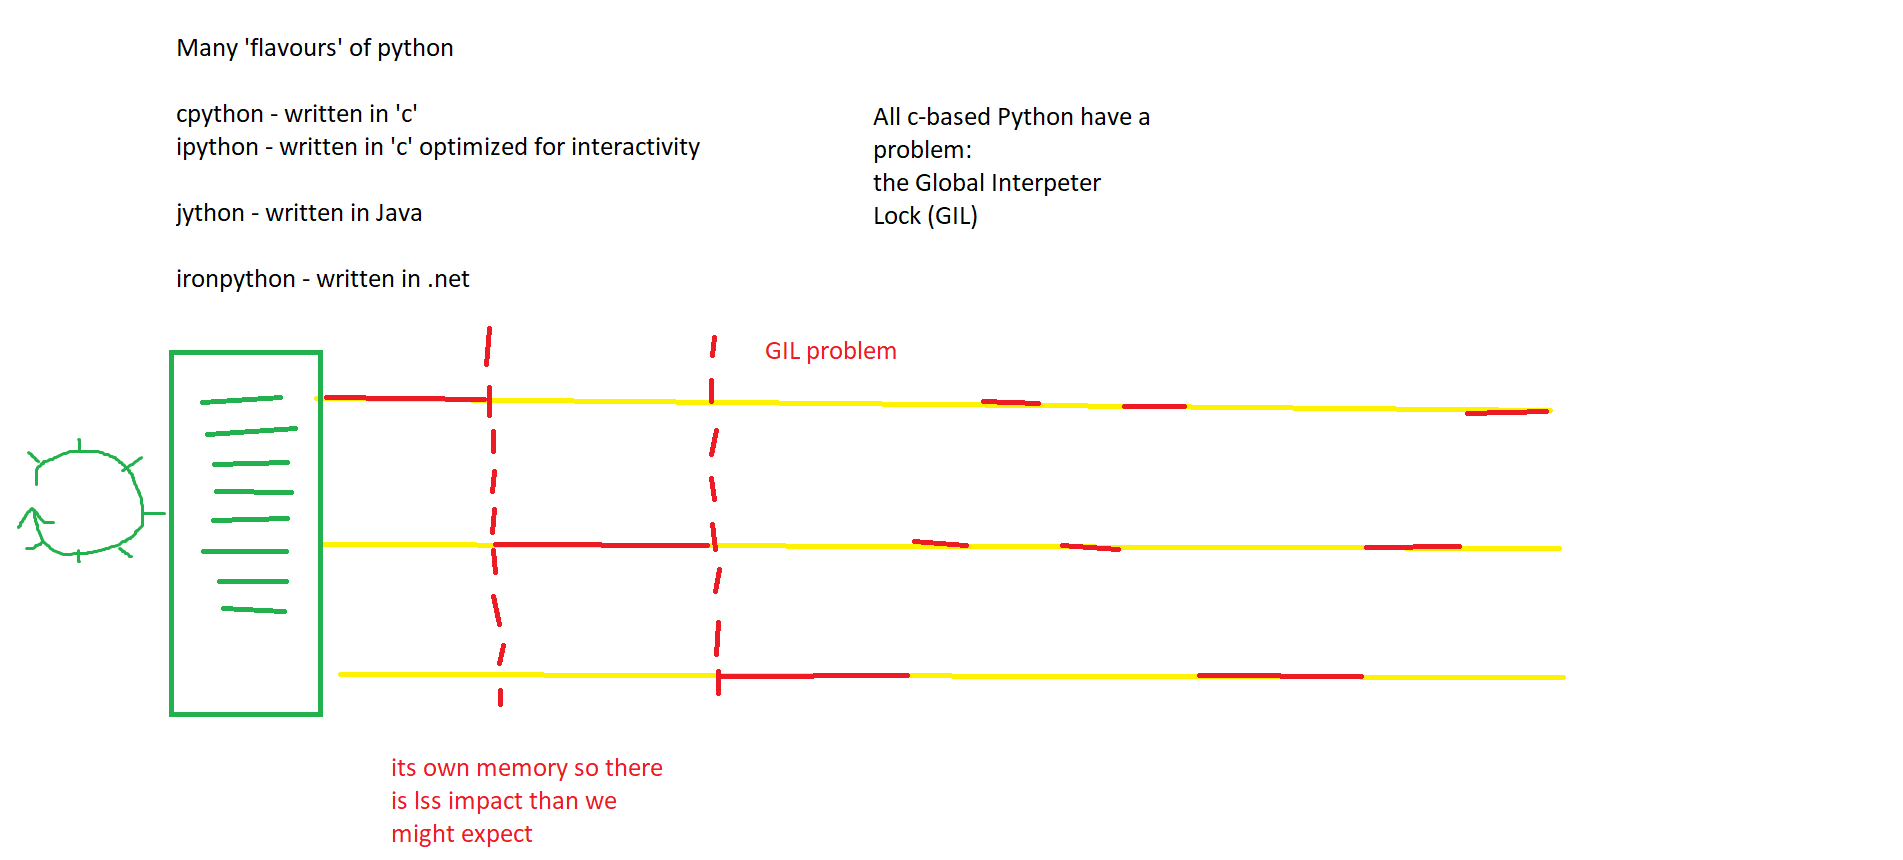 Many 'flavours' of python
cpython - written in 'c'
ipython - written in 'c' optimized for interactivity
jython - written in Java
ironpython - written in .net
All c-based Python have a
problem:
the Global Interpeter
Lock (GIL)
GIL problem
its own memory so there
is lss impact than we
might expect